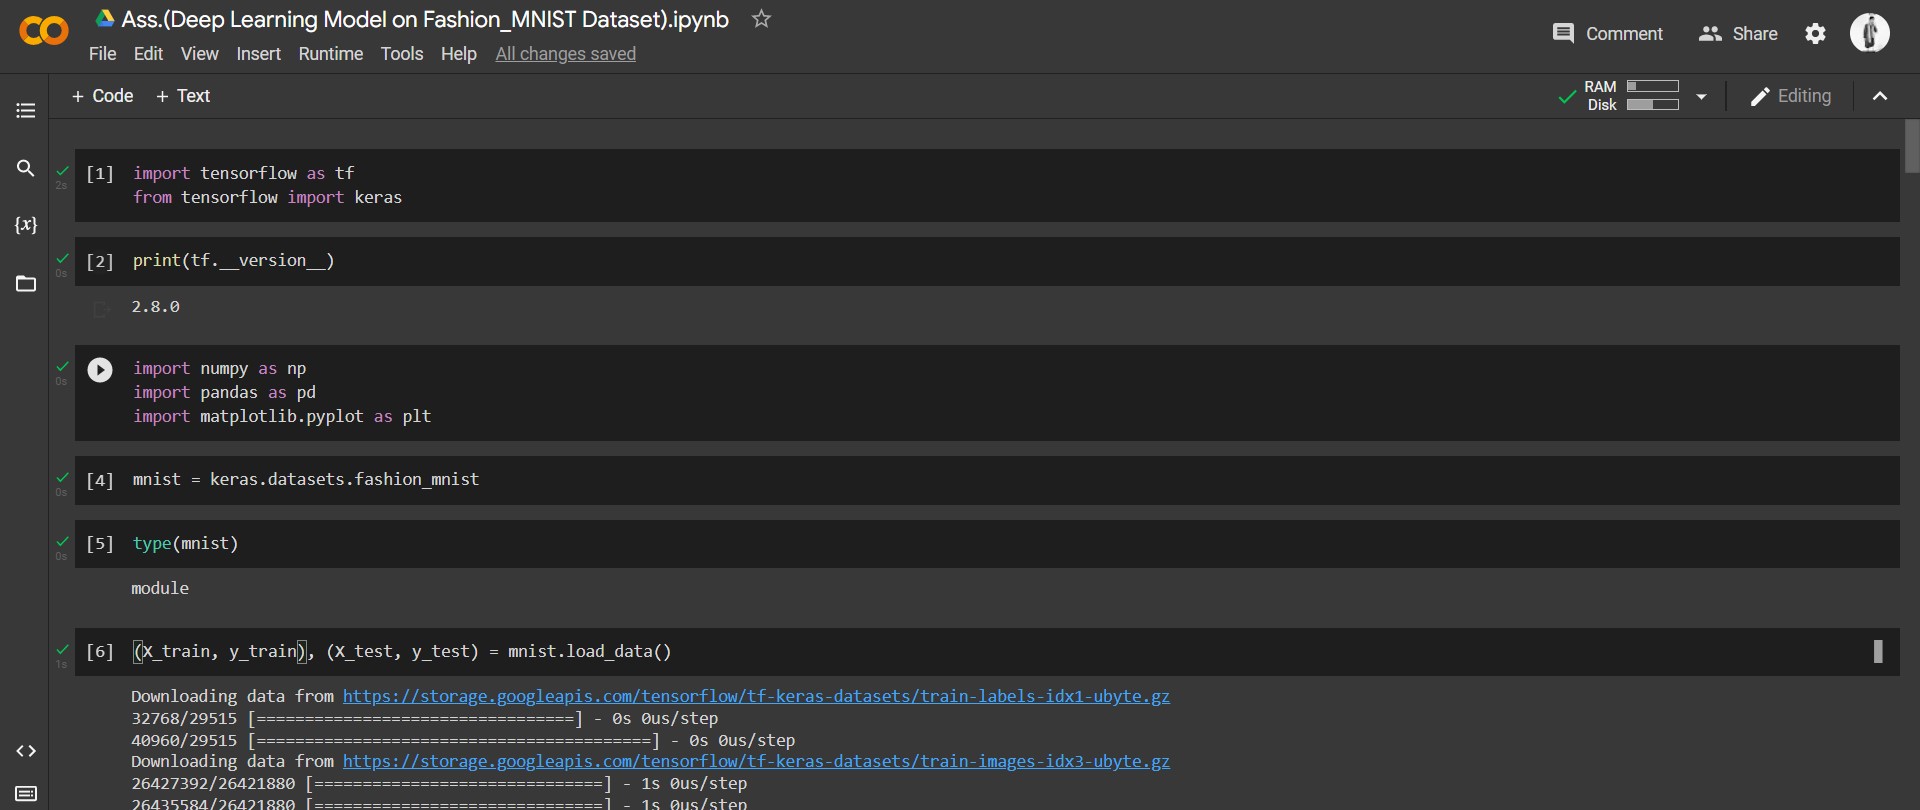 Ass.(Deep Learning Model on Fashion_MNIST Dataset).ipynb
File Edit View Insert Runtime Tools Help All changes saved
Comment Share
+ Code + Text
RAM
Disk
Editing
2s
[1] import tensorflow as tf
from tensorflow import keras
{x}
0s
[2] print(tf.__version__)
2.8.0
0s
import numpy as np
import pandas as pd
import matplotlib.pyplot as plt
0s
[4] mnist = keras.datasets.fashion_mnist
0s
[5] type(mnist)
module
1s
[6] (X_train, y_train), (X_test, y_test) = mnist.load_data()
Downloading data from https://storage.googleapis.com/tensorflow/tf-keras-datasets/train-labels-idx1-ubyte.gz
32768/29515 [=================================] - 0s 0us/step
40960/29515 [=========================================] - 0s 0us/step
Downloading data from https://storage.googleapis.com/tensorflow/tf-keras-datasets/train-images-idx3-ubyte.gz
26427392/26421880 [==============================] - 1s 0us/step
26435584/26421880 [==============================] - 1s 0us/step